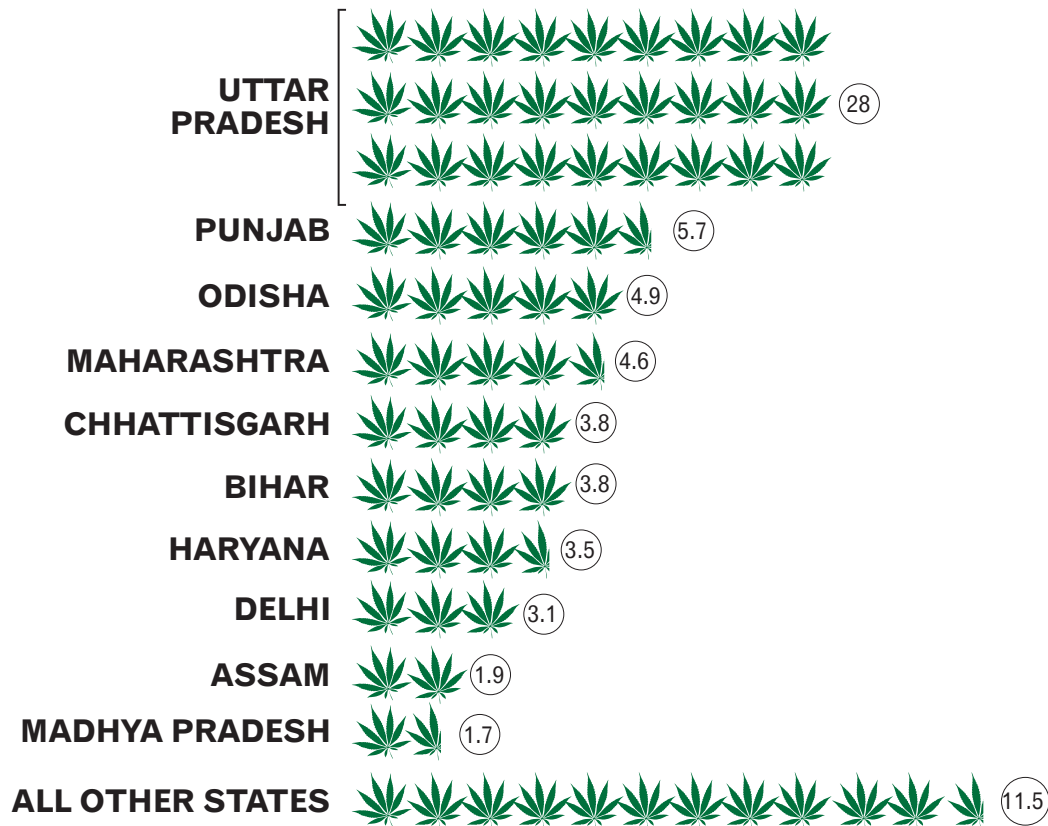 UTTAR
PRADESH
28
PUNJAB
5.7
ODISHA
4.9
MAHARASHTRA
4.6
CHHATTISGARH
3.8
BIHAR
3.8
HARYANA
3.5
DELHI
3.1
ASSAM
1.9
MADHYA PRADESH
1.7
ALL OTHER STATES
11.5